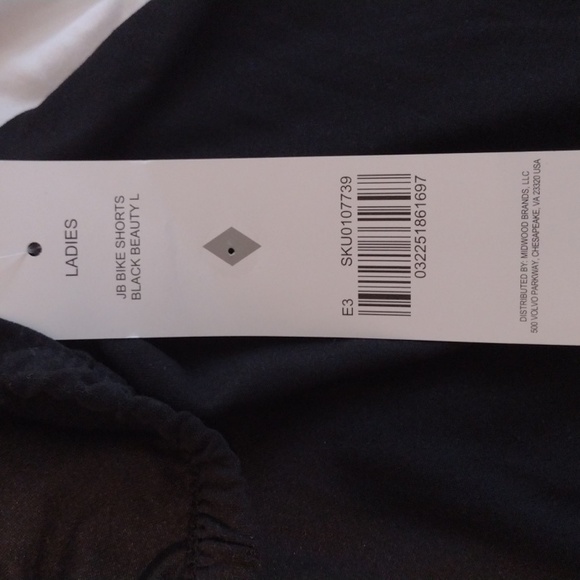 LADIES
JB BIKE SHORTS
BLACK BEAUTY L
E3 SKU0107739
032251861697
DISTRIBUTED BY: MIDWOOD BRANDS, LLC
500 VOLVO PARKWAY, CHESAPEAKE, VA 23320 USA